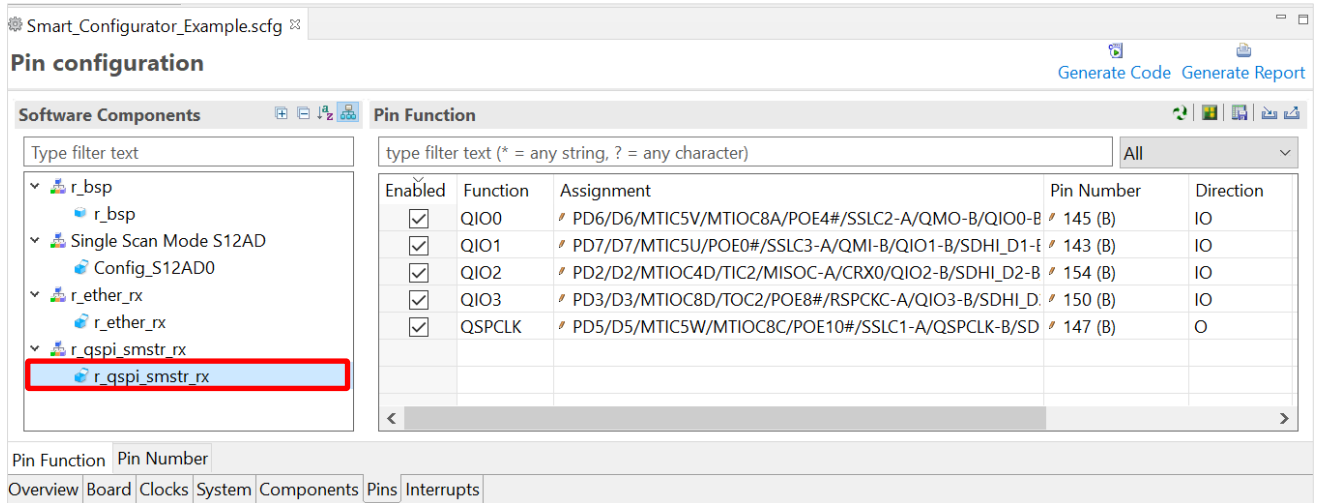 Smart_Configurator_Example.scfg
Pin configuration
Generate Code Generate Report
Software Components
Pin Function
Type filter text
type filter text (* = any string, ? = any character)
All
r_bsp
r_bsp
Single Scan Mode S12AD
Config_S12AD0
r_ether_rx
r_ether_rx
r_qspi_smstr_rx
r_qspi_smstr_rx
Enabled Function Assignment Pin Number Direction
QIO0 PD6/D6/MTIC5V/MTIOC8A/POE4#/SSLC2-A/QMO-B/QIO0-B 145 (B) IO
QIO1 PD7/D7/MTIC5U/POE0#/SSLC3-A/QMI-B/QIO1-B/SDHI_D1-E 143 (B) IO
QIO2 PD2/D2/MTIOC4D/TIC2/MISOC-A/CRX0/QIO2-B/SDHI_D2-B 154 (B) IO
QIO3 PD3/D3/MTIOC8D/TOC2/POE8#/RSPCKC-A/QIO3-B/SDHI_D. 150 (B) IO
QSPCLK PD5/D5/MTIC5W/MTIOC8C/POE10#/SSLC1-A/QSPCLK-B/SD 147 (B) O
Pin Function Pin Number
Overview Board Clocks System Components Pins Interrupts